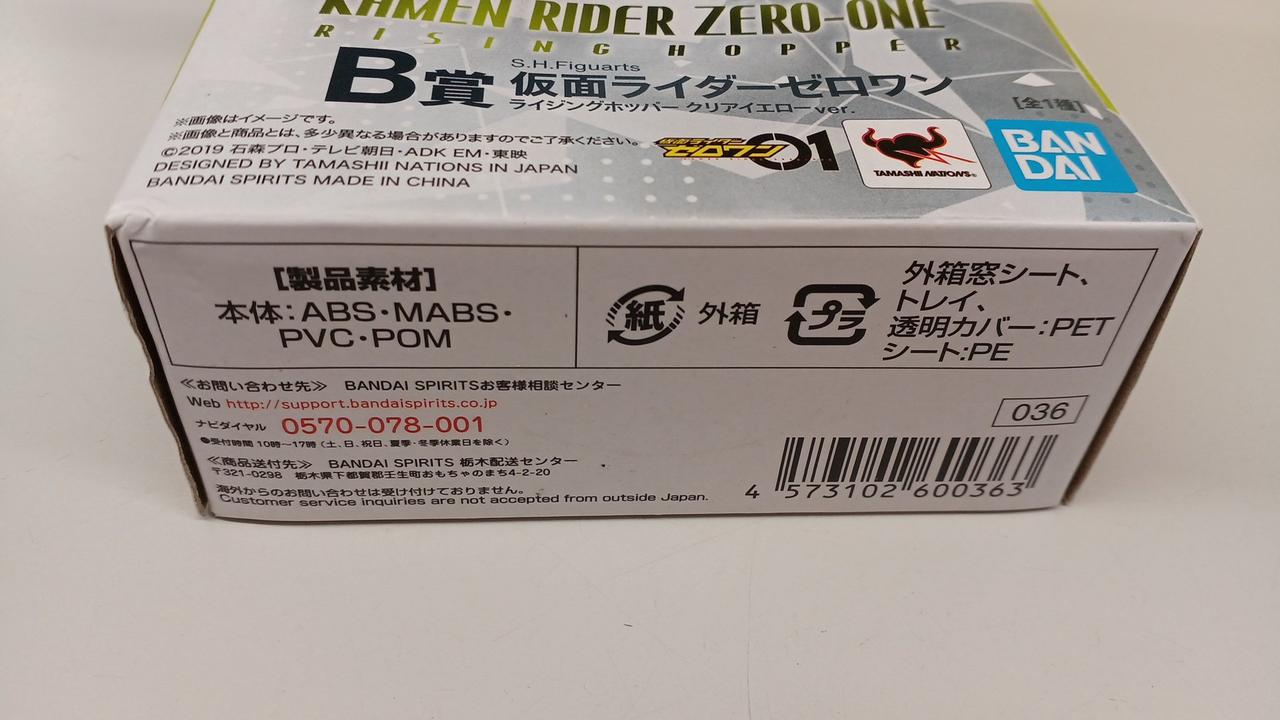 KAMEN RIDER ZERO-ONE
RISING HOPPER
B賞
S.H.Figuarts
仮面ライダーゼロワン
ライジングホッパー クリアイエローver.
[全1種]
※画像はイメージです。
※画像と商品とは、多少異なる場合がありますのでご了承ください。
©2019 石森プロ・テレビ朝日・ADK EM・東映
DESIGNED BY TAMASHII NATIONS IN JAPAN
BANDAI SPIRITS MADE IN CHINA
仮面ライダー
ゼロワン 01
TAMASHII NATIONS®
BAN
DAI
[製品素材]
本体:ABS・MABS・
PVC・POM
紙 外箱
プラ
外箱窓シート、
トレイ、
透明カバー:PET
シート:PE
≪お問い合わせ先≫ BANDAI SPIRITSお客様相談センター
Web http://support.bandaispirits.co.jp
ナビダイヤル 0570-078-001
●受付時間 10時~17時 (土、日、祝日、夏季・冬季休業日を除く)
≪商品送付先≫ BANDAI SPIRITS 栃木配送センター
〒321-0298 栃木県下都賀郡壬生町おもちゃのまち4-2-20
海外からのお問い合わせは受け付けておりません。
Customer service inquiries are not accepted from outside Japan.
036
4 573102 600363